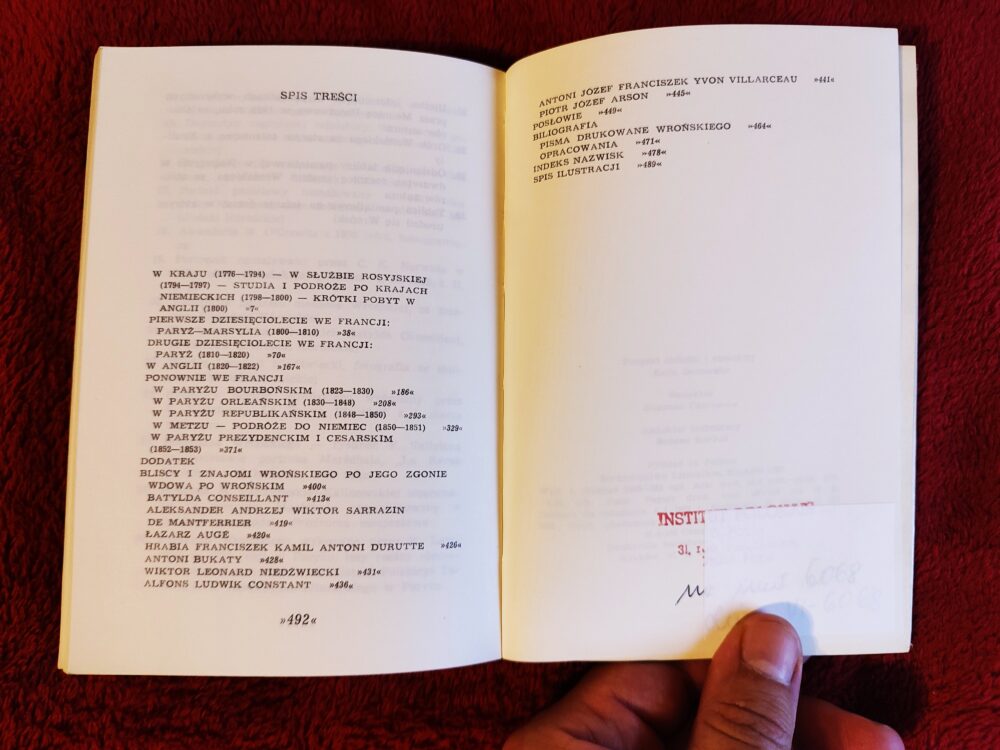 SPIS TREŚCI
W KRAJU (1776—1794) — W SŁUŻBIE ROSYJSKIEJ
(1794—1797) — STUDIA I PODRÓŻE PO KRAJACH
NIEMIECKICH (1798—1800) — KRÓTKI POBYT W
ANGLII (1800) »7«
PIERWSZE DZIESIĘCIOLECIE WE FRANCJI:
PARYŻ—MARSYLIA (1800—1810) »38«
DRUGIE DZIESIĘCIOLECIE WE FRANCJI:
PARYŻ (1810—1820) »70«
W ANGLII (1820—1822) »167«
PONOWNIE WE FRANCJI
W PARYŻU BOURBOŃSKIM (1823—1830) »186«
W PARYŻU ORLEAŃSKIM (1830—1848) »208«
W PARYŻU REPUBLIKAŃSKIM (1848—1850) »293«
W METZU — PODRÓŻE DO NIEMIEC (1850—1851) »329«
W PARYŻU PREZYDENCKIM I CESARSKIM
(1852—1853) »371«
DODATEK
BLISCY I ZNAJOMI WROŃSKIEGO PO JEGO ZGONIE
WDOWA PO WROŃSKIM »400«
BATYLDA CONSEILLANT »413«
ALEKSANDER ANDRZEJ WIKTOR SARRAZIN
DE MANTFERRIER »419«
ŁAZARZ AUGÉ »420«
HRABIA FRANCISZEK KAMIL ANTONI DURUTTE »426«
ANTONI BUKATY »428«
WIKTOR LEONARD NIEDŹWIECKI »431«
ALFONS LUDWIK CONSTANT »436«
»492«
ANTONI JÓZEF FRANCISZEK YVON VILLARCEAU »441«
PIOTR JÓZEF ARSON »445«
POSŁOWIE »449«
BILIOGRAFIA
PISMA DRUKOWANE WROŃSKIEGO »464«
OPRACOWANIA »471«
INDEKS NAZWISK »478«
SPIS ILUSTRACJI »489«
INSTIT
31.
6068
6068